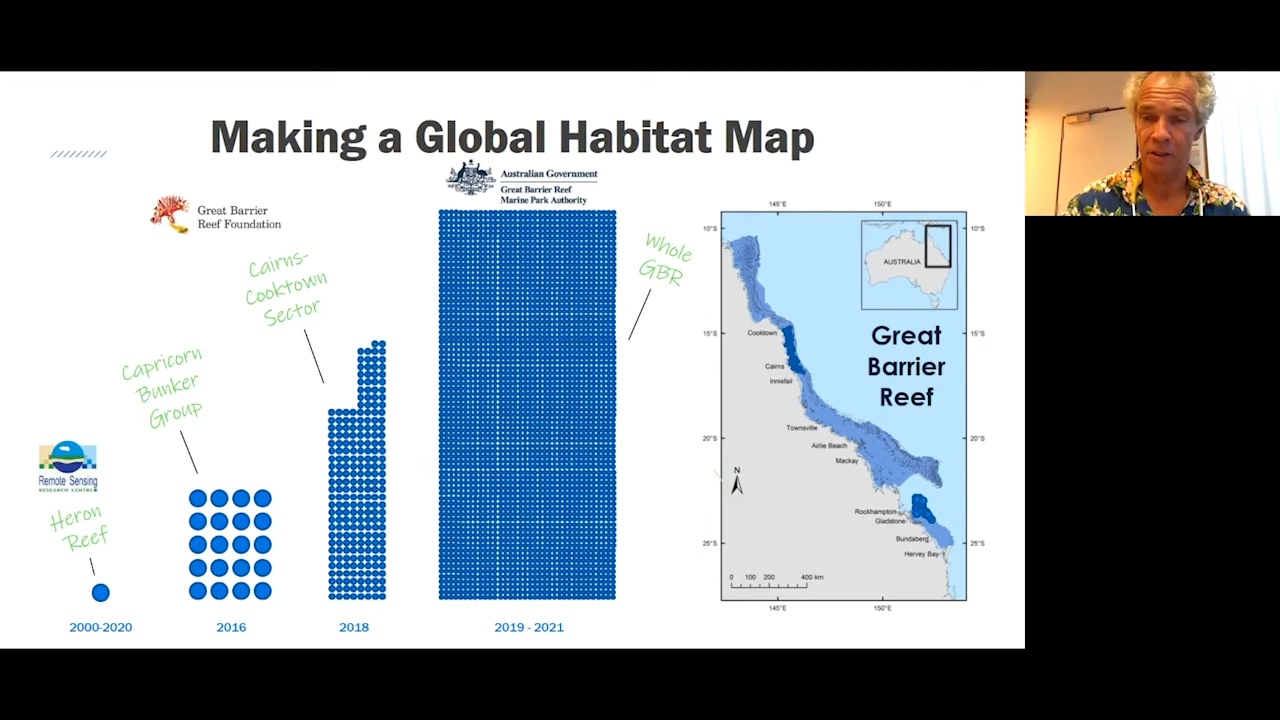 Making a Global Habitat Map
Australian Government
Great Barrier Reef
Marine Park Authority
Great Barrier
Reef Foundation
Cairns-
Cooktown
Sector
Whole
GBR
Capricorn
Bunker
Group
Remote Sensing
RESEARCH CENTRE
Heron
Reef
2000-2020
2016
2018
2019 - 2021
145°E
150°E
10°S
10°S
AUSTRALIA
15°S
Cooktown
15°S
Great
Barrier
Reef
Cairns
Innisfail
Townsville
20°S
20°S
Airlie Beach
Mackay
N
Rockhampton
Gladstone
Bundaberg
25°S
25°S
Hervey Bay
0 100 200 400 km
145°E
150°E